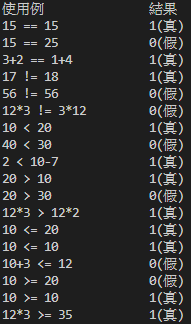 使用例 結果
15 == 15 1(真)
15 == 25 0(假)
3+2 == 1+4 1(真)
17 != 18 1(真)
56 != 56 0(假)
12*3 != 3*12 0(假)
10 < 20 1(真)
40 < 30 0(假)
2 < 10-7 1(真)
20 > 10 1(真)
20 > 30 0(假)
12*3 > 12*2 1(真)
10 <= 20 1(真)
10 <= 10 1(真)
10+3 <= 12 0(假)
10 >= 20 0(假)
10 >= 10 1(真)
12*3 >= 35 1(真)